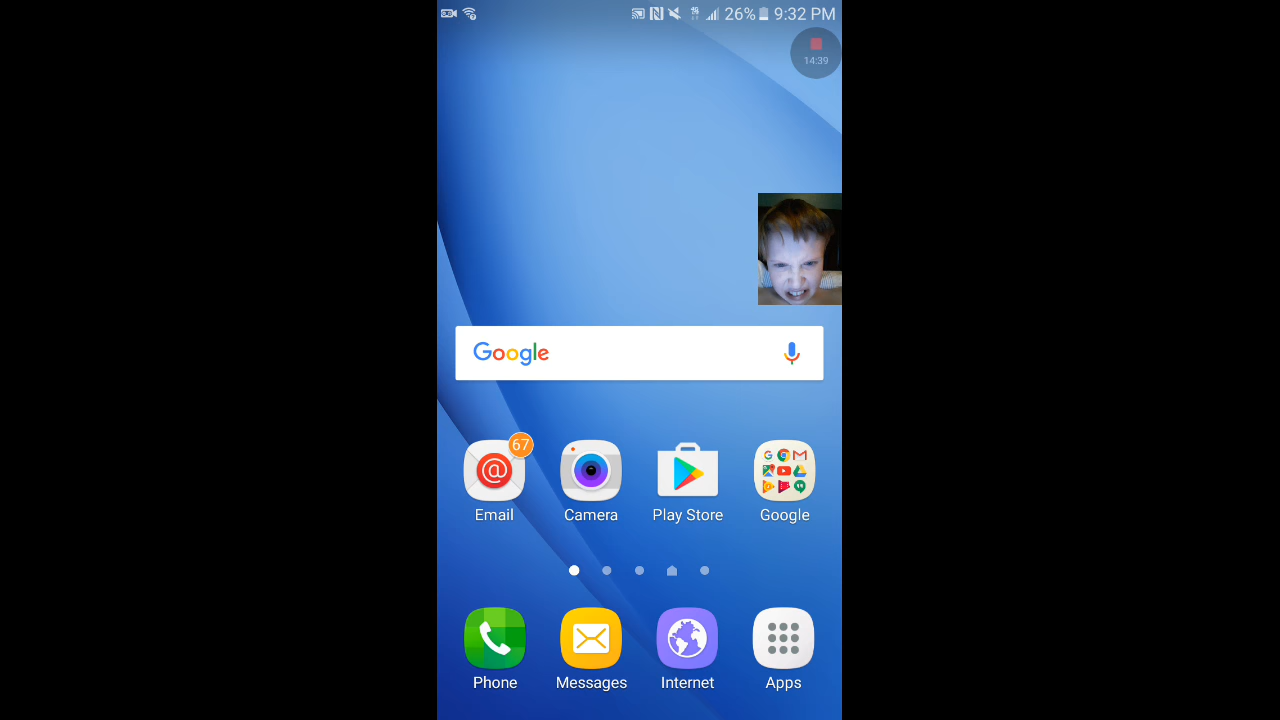 26% 9:32 PM
14:39
Google
67
Email Camera Play Store Google
Phone Messages Internet Apps